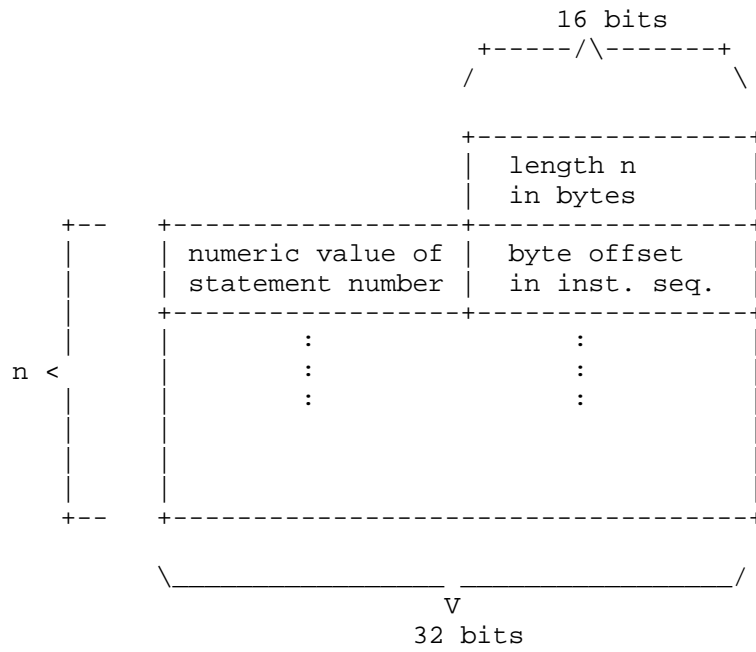 16 bits
length n
in bytes
numeric value of byte offset
statement number in inst. seq.
: :
n < : :
: :
V
32 bits